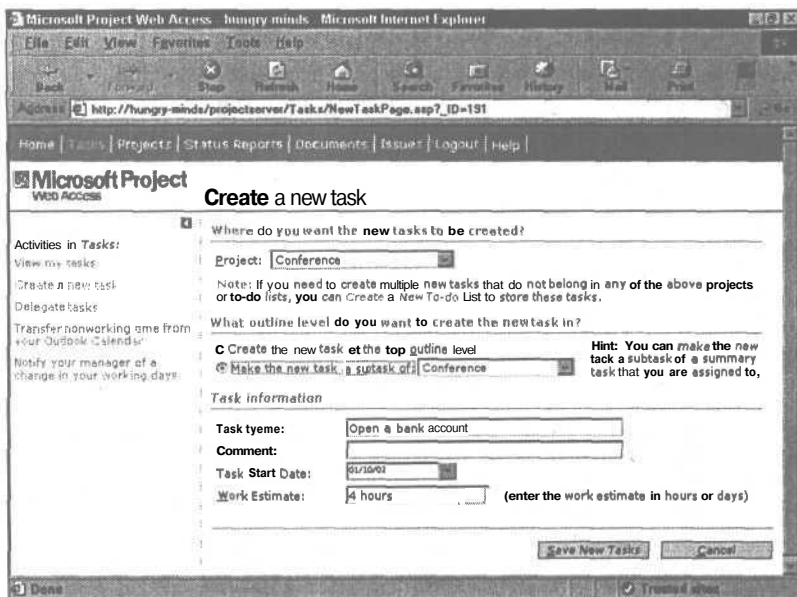 Microsoft Project Web Access - hungry minds - Microsoft Internet Explorer
File Edit View Favorites Tools Help
Back Forward Stop Refresh Home Search Favorites History Mail Print
Address http://hungry-minds/projectserver/Tasks/NewTaskPage.asp?_ID=191
Home | Tasks | Projects | Status Reports | Documents | Issues | Logout | Help |
Microsoft Project
Web Access
Create a new task
Activities in Tasks:
View my tasks
Create a new task
Delegate tasks
Transfer nonworking ame from
your Outlook Calendar
Notify your manager of a
change in your working days
Where do you want the new tasks to be created?
Project: Conference
Note: If you need to create multiple new tasks that do not belong in any of the above projects
or to-do lists, you can Create a New To-do List to store these tasks.
What outline level do you want to create the new task in?
C Create the new task et the top outline level
Make the new task a suptask of: Conference
Hint: You can make the new
tack a subtask of a summary
task that you are assigned to,
Task information
Task tyeme: Open a bank account
Comment:
Task Start Date: 01/10/02
Work Estimate: 4 hours (enter the work estimate in hours or days)
Save New Tasks Cancel
Done Trusted sites